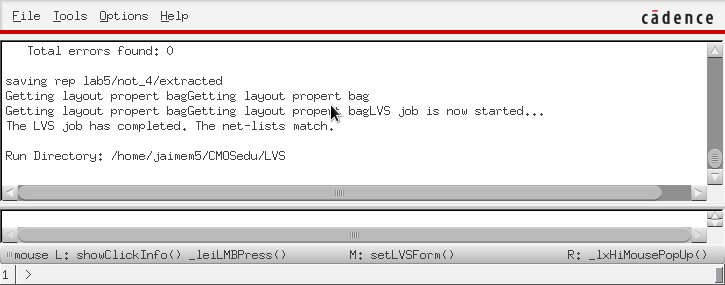 File Tools Options Help
cādence
Total errors found: 0
saving rep lab5/not_4/extracted
Getting layout propert bagGetting layout propert bag
Getting layout propert bagGetting layout propert bagLVS job is now started...
The LVS job has completed. The net-lists match.
Run Directory: /home/jaimem5/CMOSedu/LVS
mouse L: showClickInfo() _leiLMBPress() M: setLVSForm() R: _lxHiMousePopUp()
1 >